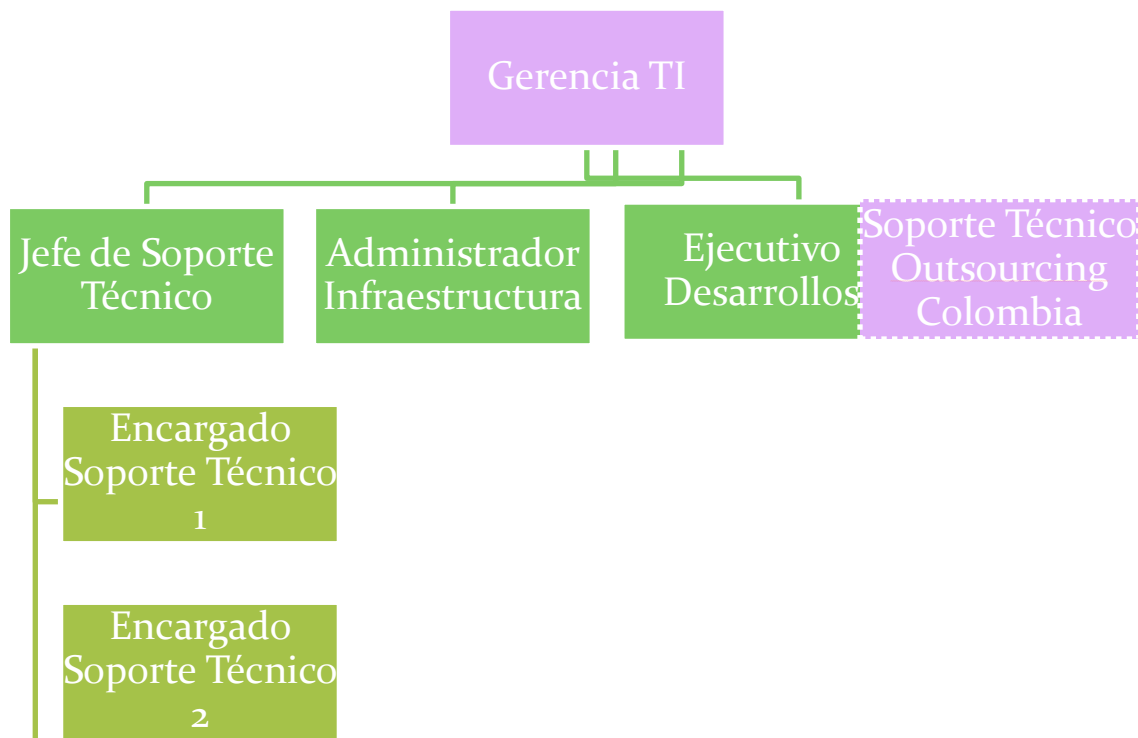 Gerencia TI
Jefe de Soporte
Técnico
Administrador
Infraestructura
Ejecutivo
Desarrollos
Soporte Técnico
Outsourcing
Colombia
Encargado
Soporte Técnico
1
Encargado
Soporte Técnico
2